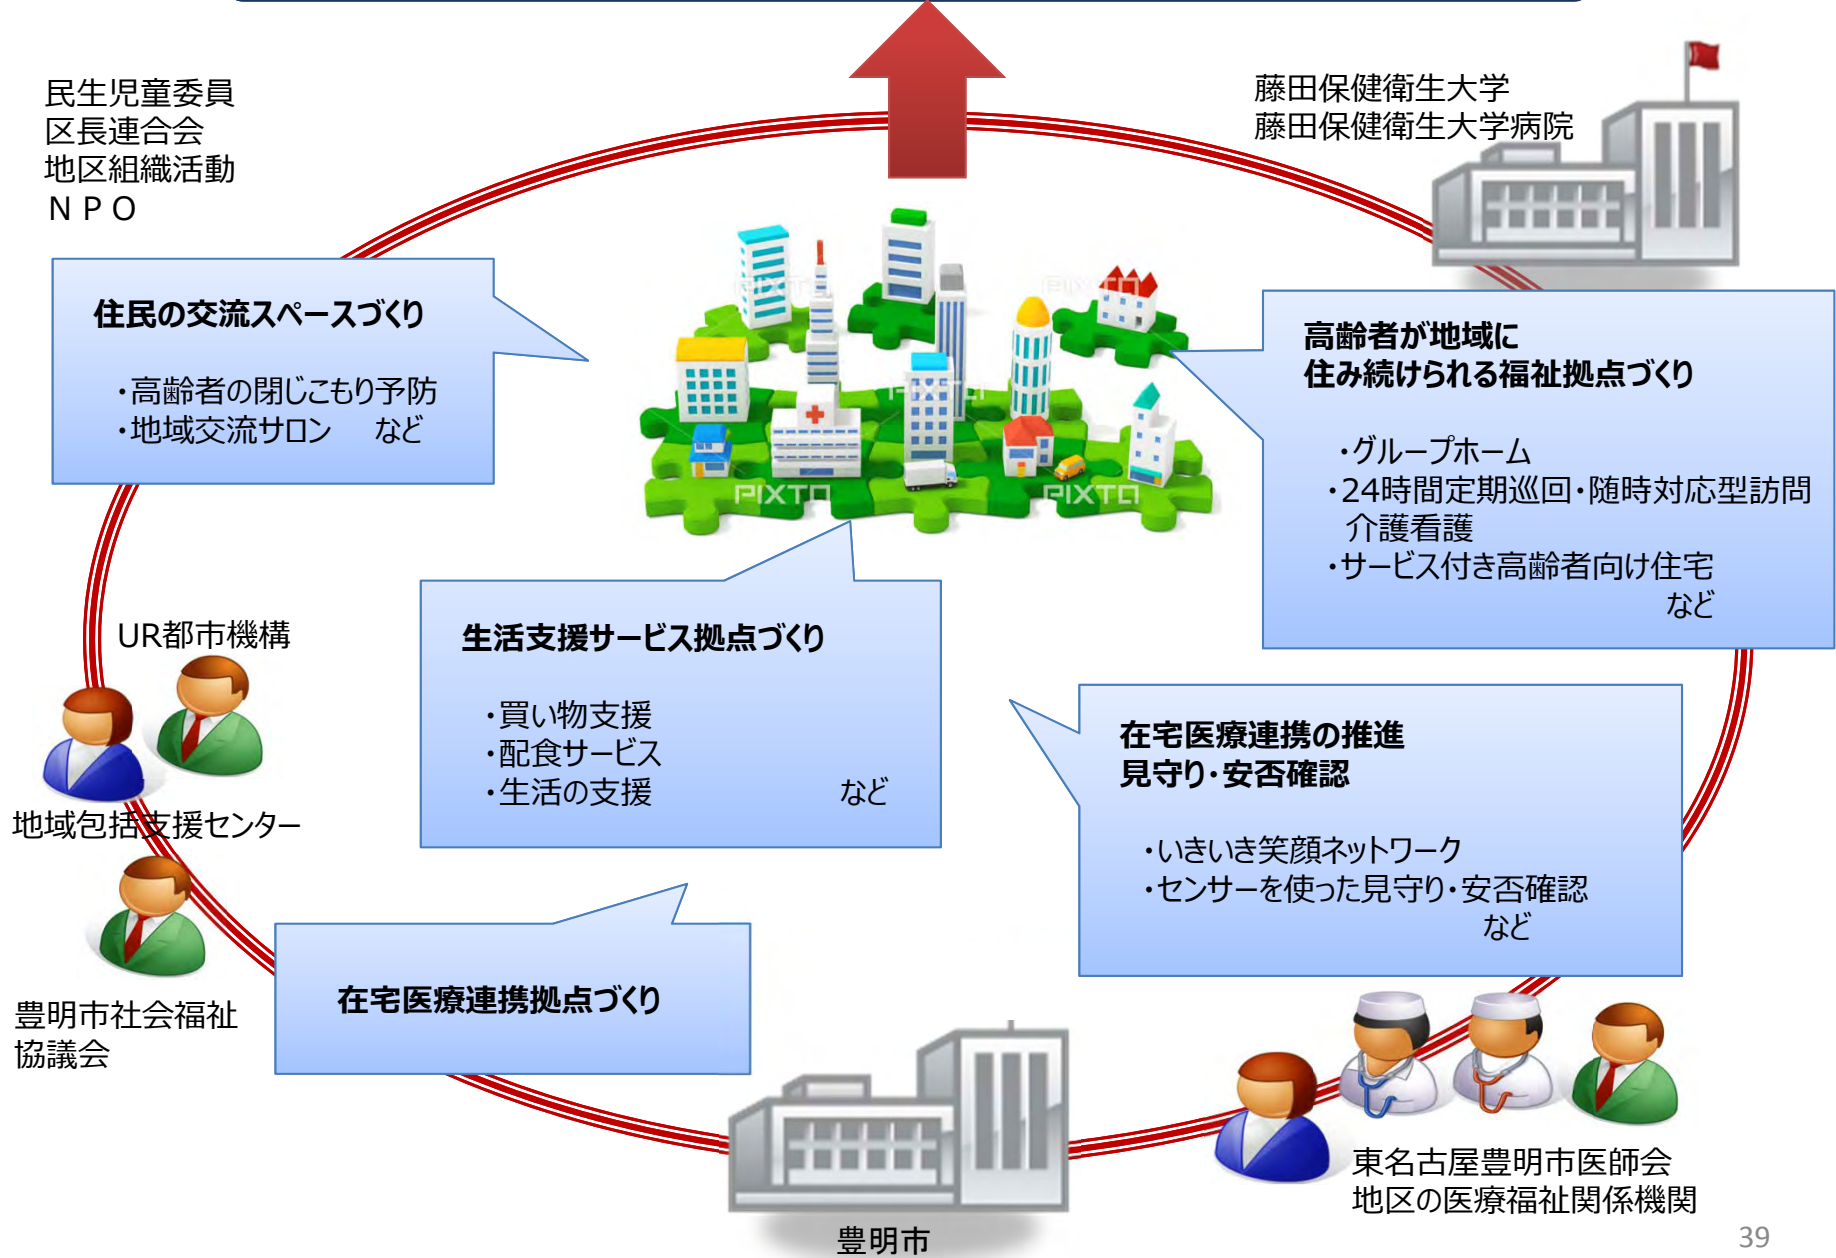 民生児童委員
区長連合会
地区組織活動
ＮＰＯ
藤田保健衛生大学
藤田保健衛生大学病院
住民の交流スペースづくり
・高齢者の閉じこもり予防
・地域交流サロン　など
高齢者が地域に
住み続けられる福祉拠点づくり
・グループホーム
・24時間定期巡回・随時対応型訪問
介護看護
・サービス付き高齢者向け住宅
など
PIXTA
PIXTA
PIXTA
PIXTA
PIXTA
UR都市機構
地域包括支援センター
豊明市社会福祉
協議会
生活支援サービス拠点づくり
・買い物支援
・配食サービス
・生活の支援　など
在宅医療連携の推進
見守り・安否確認
・いきいき笑顔ネットワーク
・センサーを使った見守り・安否確認
など
在宅医療連携拠点づくり
豊明市
東名古屋豊明市医師会
地区の医療福祉関係機関
39